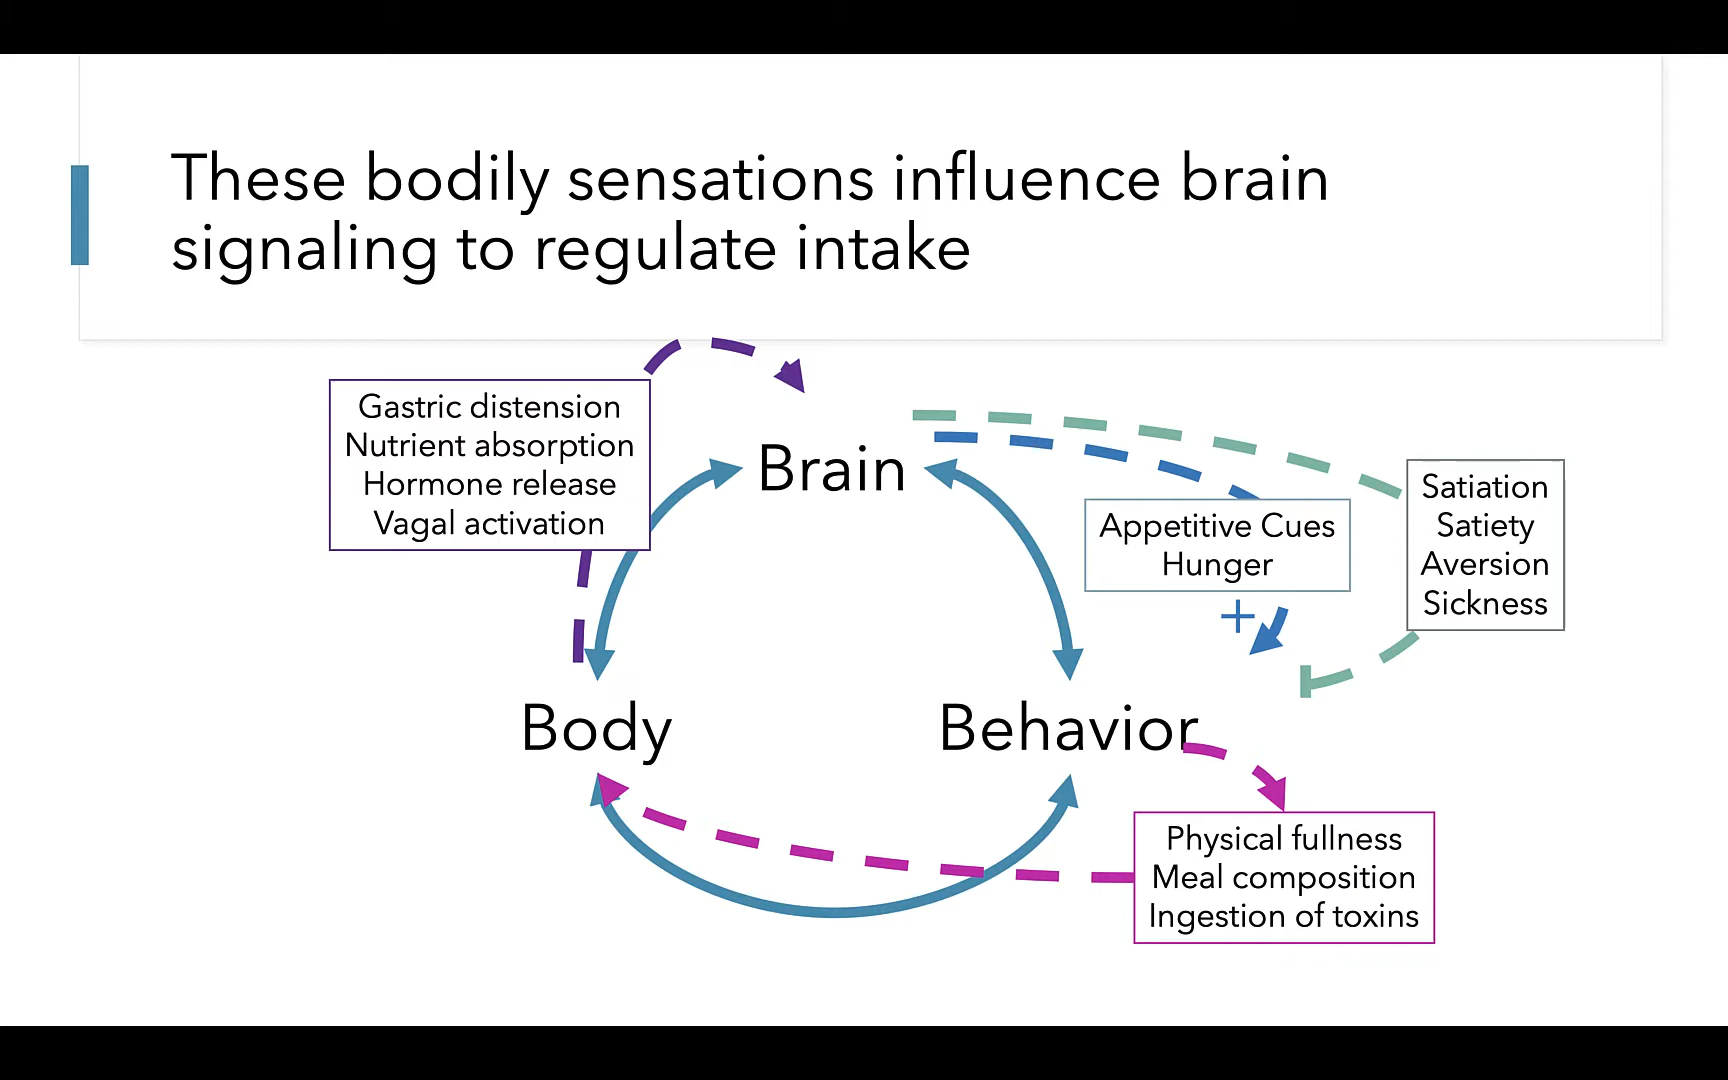 These bodily sensations influence brain
signaling to regulate intake
Gastric distension
Nutrient absorption
Hormone release
Vagal activation
Brain
Appetitive Cues
Hunger
+
Satiation
Satiety
Aversion
Sickness
Body
Behavior
Physical fullness
Meal composition
Ingestion of toxins